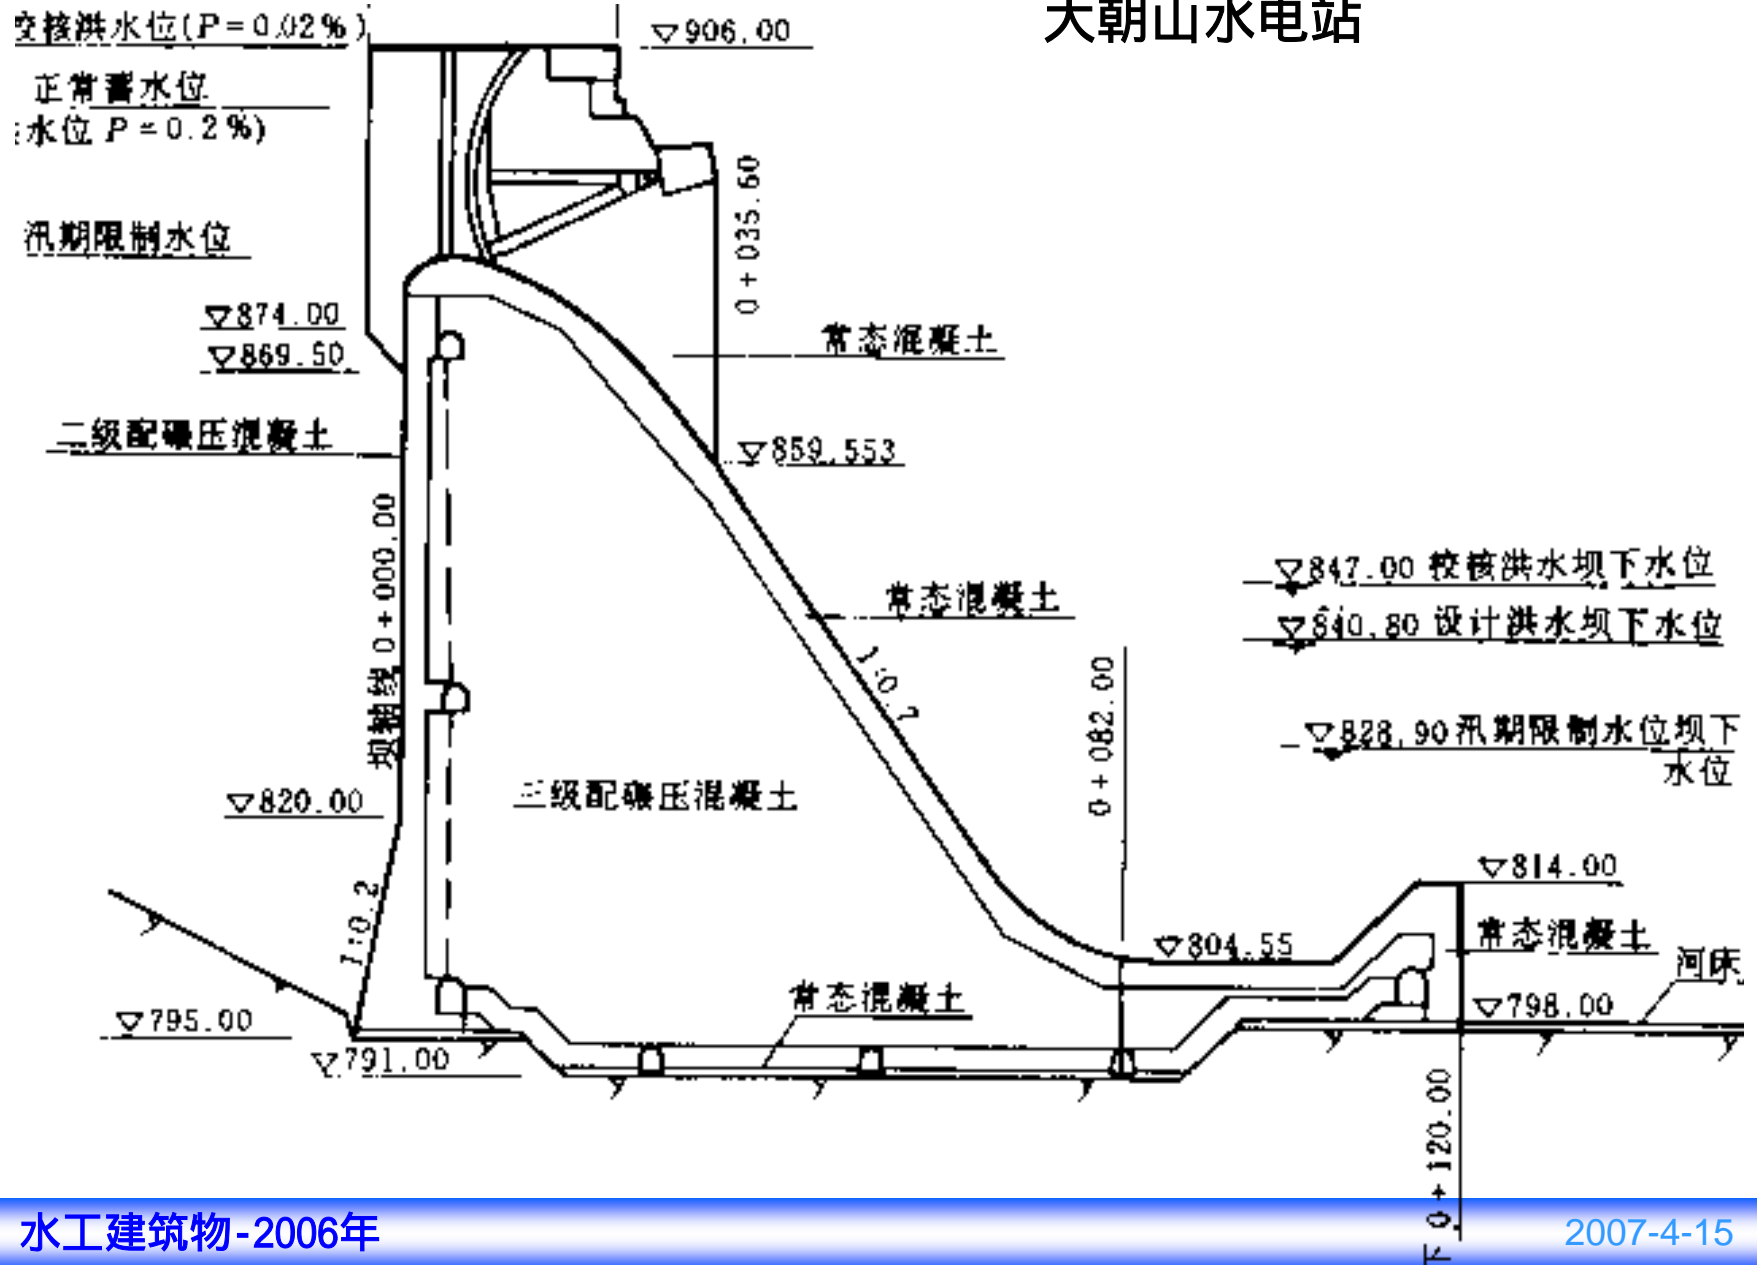 大朝山水电站
校核洪水位(P=0.02%)
906.00
正常蓄水位
水位 P=0.2%)
0+035.60
汛期限制水位
874.00
869.50
常态混凝土
二级配碾压混凝土
859.553
坝轴线 0+000.00
847.00 校核洪水坝下水位
常态混凝土
840.80 设计洪水坝下水位
1:0.7
0+082.00
828.90 汛期限制水位坝下
水位
三级配碾压混凝土
820.00
814.00
1:0.2
804.55
常态混凝土
河床
常态混凝土
798.00
795.00
791.00
下 0+120.00
水工建筑物-2006年
2007-4-15